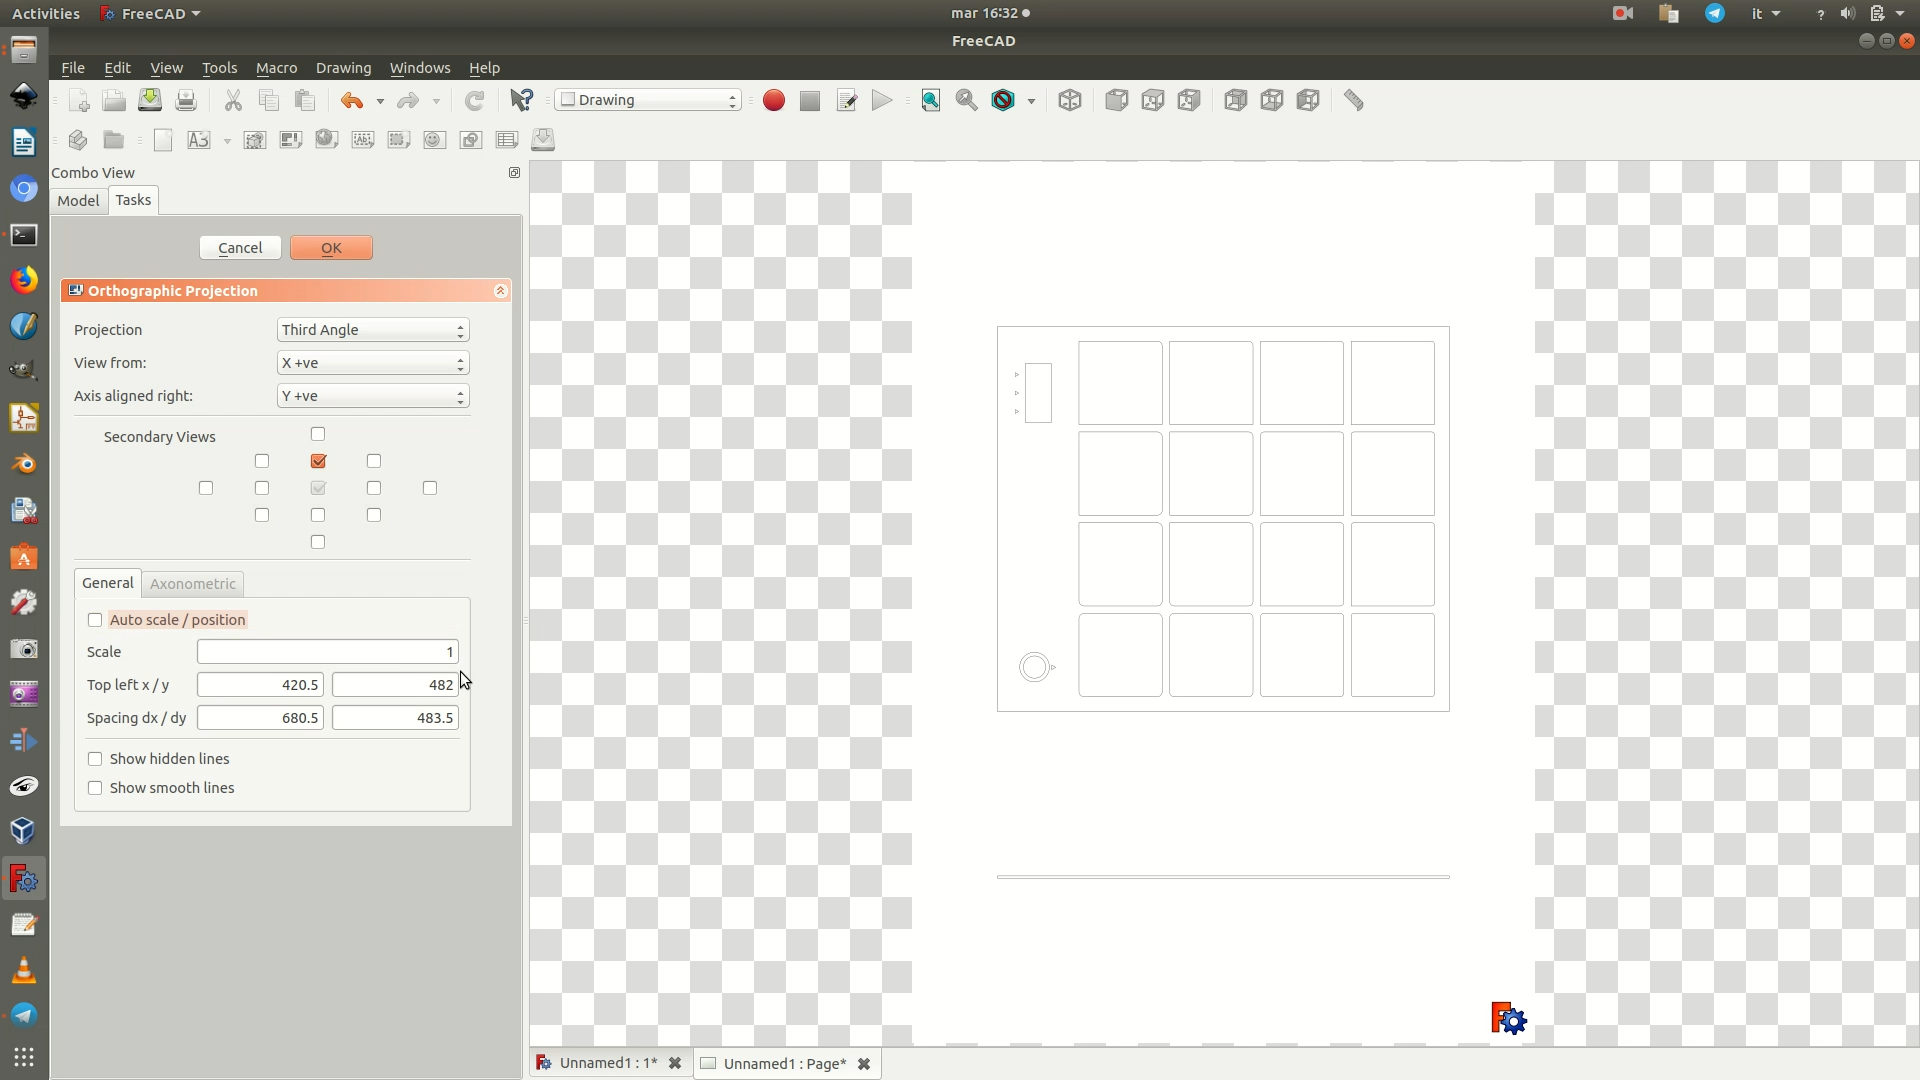 Activities FreeCAD mar 16:32 it ?
FreeCAD
File Edit View Tools Macro Drawing Windows Help
Drawing
A3
Combo View
Model Tasks
Cancel OK
Orthographic Projection
Projection Third Angle
View from: X +ve
Axis aligned right: Y +ve
Secondary Views
General Axonometric
Auto scale / position
Scale 1
Top left x / y 420.5 482
Spacing dx / dy 680.5 483.5
Show hidden lines
Show smooth lines
Unnamed1 : 1* Unnamed1 : Page*